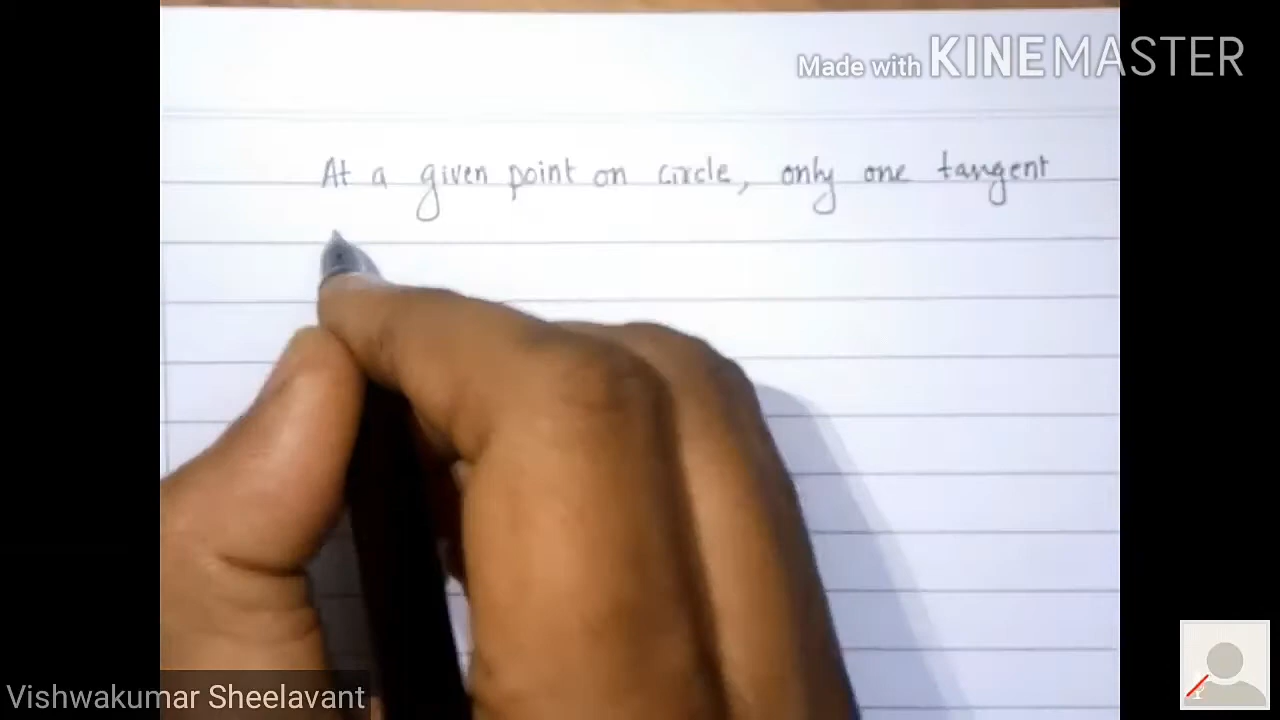 Made with KINEMASTER
At a given point on circle, only one tangent
Vishwakumar Sheelavant